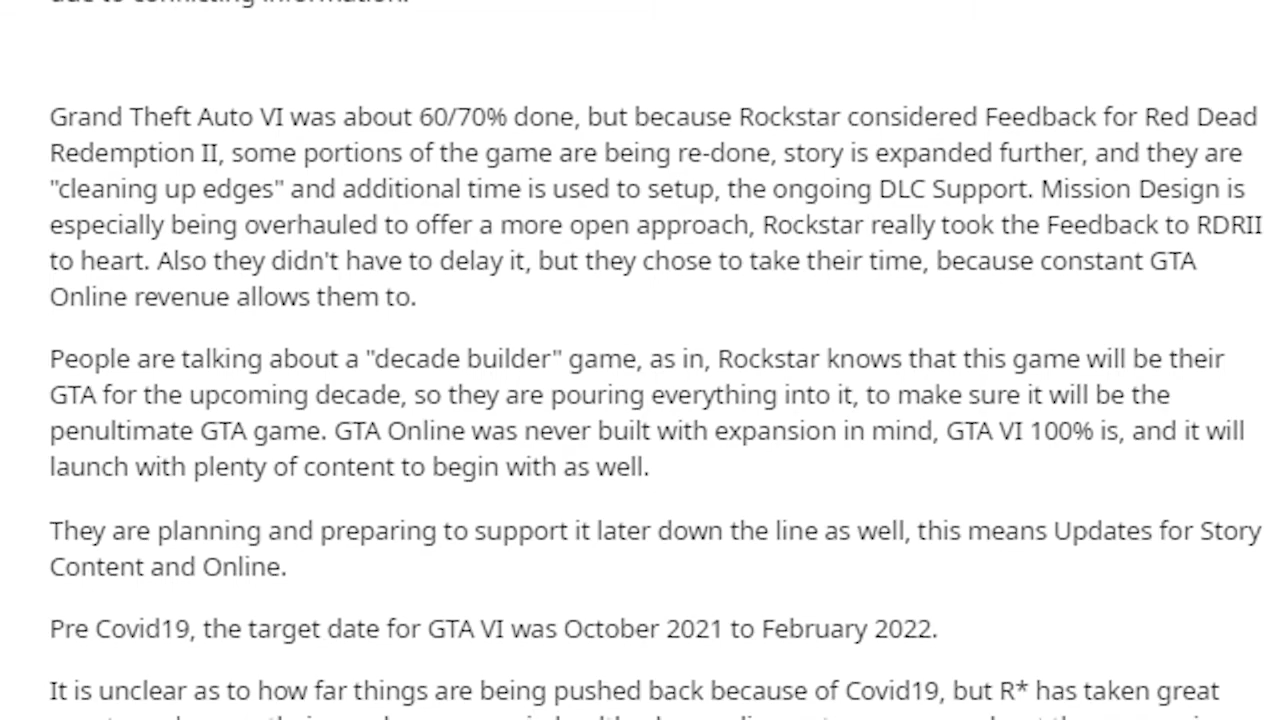 due to conflicting information.
Grand Theft Auto VI was about 60/70% done, but because Rockstar considered Feedback for Red Dead
Redemption II, some portions of the game are being re-done, story is expanded further, and they are
"cleaning up edges" and additional time is used to setup, the ongoing DLC Support. Mission Design is
especially being overhauled to offer a more open approach, Rockstar really took the Feedback to RDRII
to heart. Also they didn't have to delay it, but they chose to take their time, because constant GTA
Online revenue allows them to.
People are talking about a "decade builder" game, as in, Rockstar knows that this game will be their
GTA for the upcoming decade, so they are pouring everything into it, to make sure it will be the
penultimate GTA game. GTA Online was never built with expansion in mind, GTA VI 100% is, and it will
launch with plenty of content to begin with as well.
They are planning and preparing to support it later down the line as well, this means Updates for Story
Content and Online.
Pre Covid19, the target date for GTA VI was October 2021 to February 2022.
It is unclear as to how far things are being pushed back because of Covid19, but R* has taken great